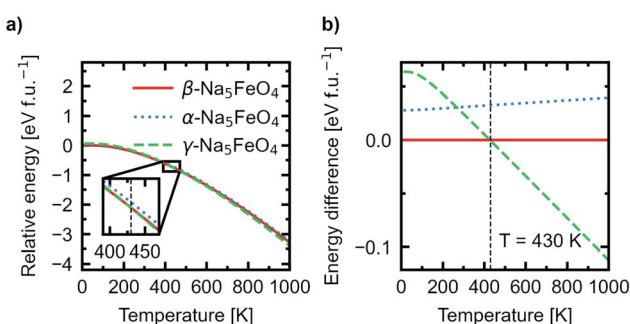 a)
b)
Relative energy [eV f.u.⁻¹]
2
1
0
−1
−2
−3
−4
β-Na₅FeO₄
α-Na₅FeO₄
γ-Na₅FeO₄
400 450
0 200 400 600 800 1000
Temperature [K]
Energy difference [eV f.u.⁻¹]
0.0
−0.1
T = 430 K
0 200 400 600 800 1000
Temperature [K]